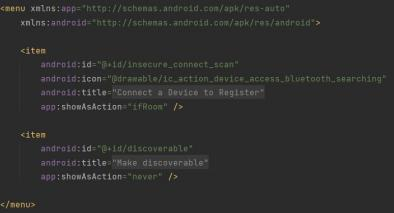 <menu xmlns:app="http://schemas.android.com/apk/res-auto"
    xmlns:android="http://schemas.android.com/apk/res/android">

    <item
        android:id="@+id/insecure_connect_scan"
        android:icon="@drawable/ic_action_device_access_bluetooth_searching"
        android:title="Connect a Device to Register"
        app:showAsAction="ifRoom" />

    <item
        android:id="@+id/discoverable"
        android:title="Make discoverable"
        app:showAsAction="never" />

</menu>